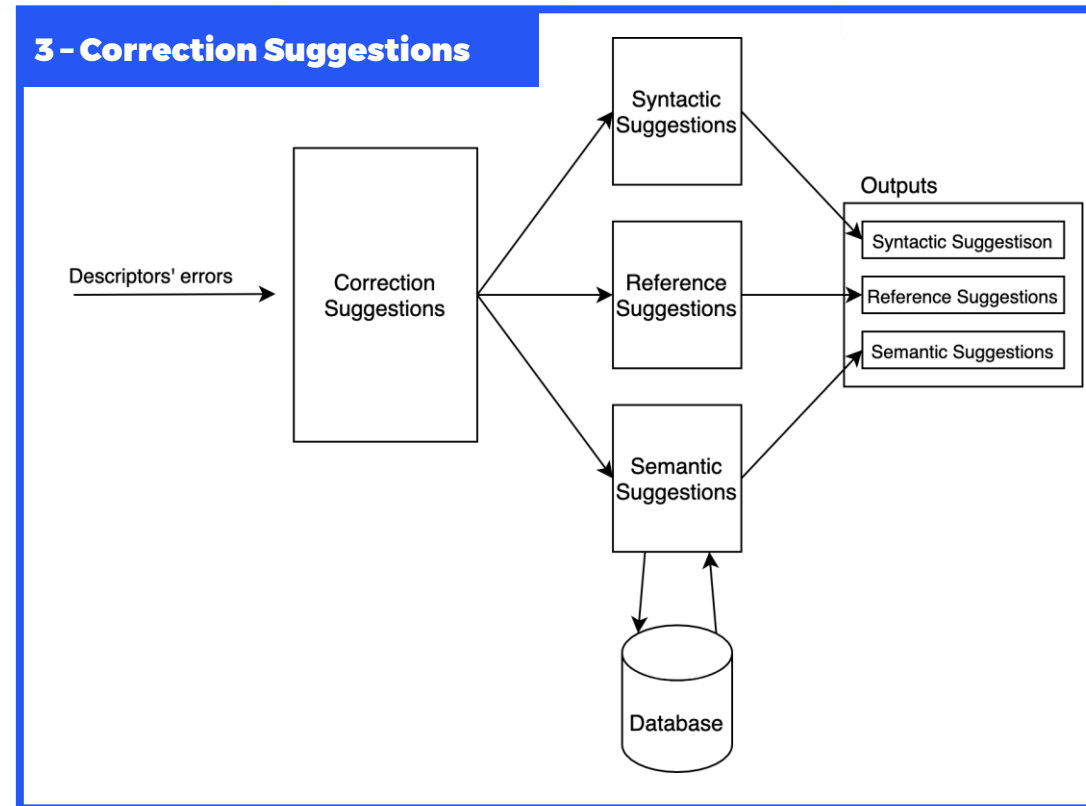 3 – Correction Suggestions
Syntactic
Suggestions
Outputs
Syntactic Suggestison
Descriptors' errors
Correction
Suggestions
Reference
Suggestions
Reference Suggestions
Semantic Suggestions
Semantic
Suggestions
Database